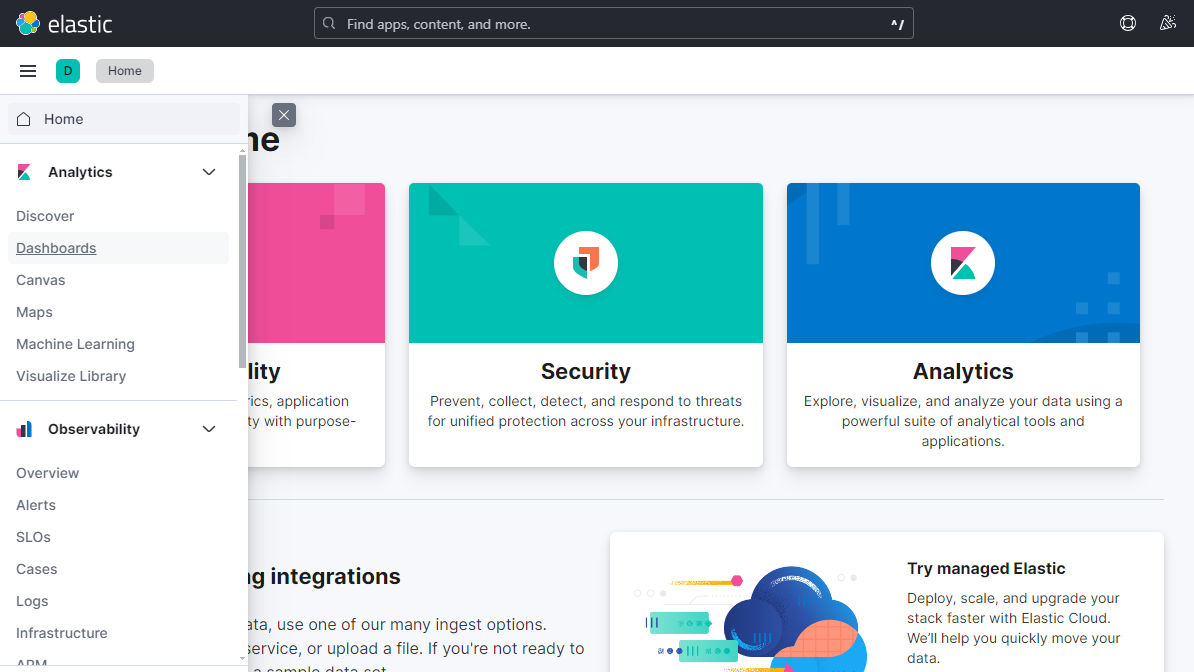 elastic
Find apps, content, and more.
^/
D
Home
Home
Analytics
Discover
Dashboards
Canvas
Maps
Machine Learning
Visualize Library
Observability
Overview
Alerts
SLOs
Cases
Logs
Infrastructure
APM
Security
Prevent, collect, detect, and respond to threats
for unified protection across your infrastructure.
Analytics
Explore, visualize, and analyze your data using a
powerful suite of analytical tools and
applications.
lity
rics, application
ty with purpose-
integrations
ata, use one of our many ingest options.
service, or upload a file. If you're not ready to
a sample data set.
Try managed Elastic
Deploy, scale, and upgrade your
stack faster with Elastic Cloud.
We'll help you quickly move your
data.